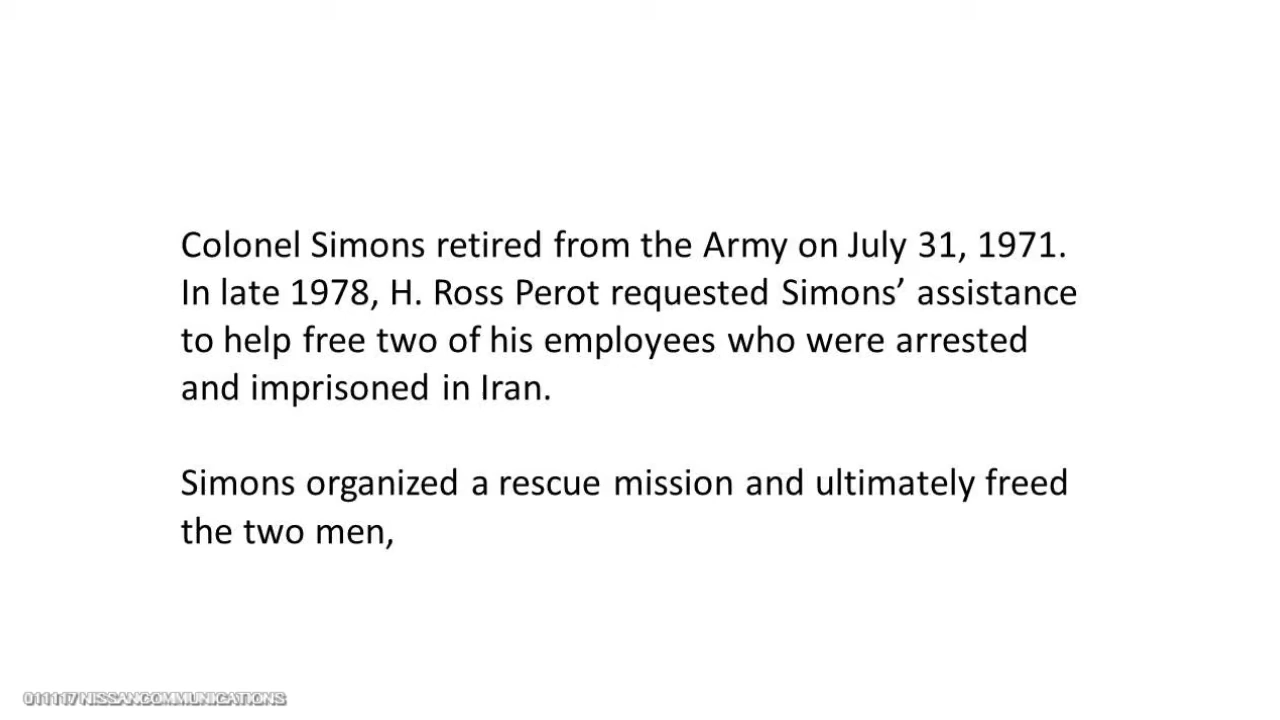 Colonel Simons retired from the Army on July 31, 1971.
In late 1978, H. Ross Perot requested Simons’ assistance
to help free two of his employees who were arrested
and imprisoned in Iran.
Simons organized a rescue mission and ultimately freed
the two men,
011117 NISSANCOMMUNICATIONS